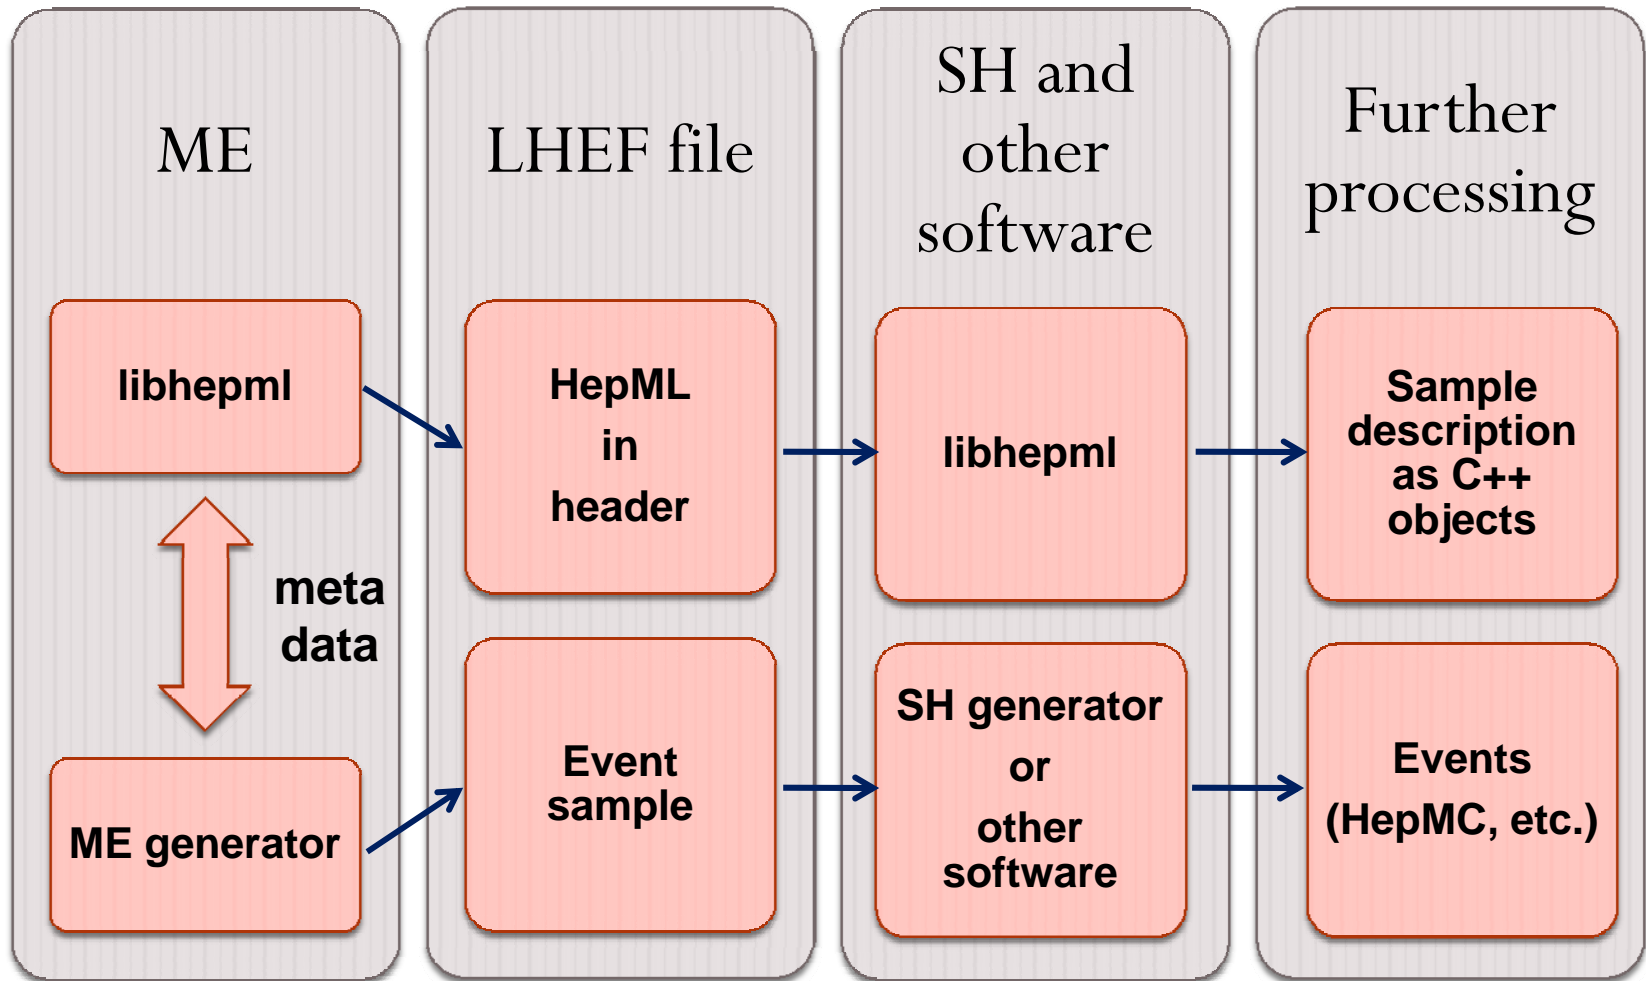 ME
libhepml
meta
data
ME generator
LHEF file
HepML
in
header
Event
sample
SH and
other
software
libhepml
SH generator
or
other
software
Further
processing
Sample
description
as C++
objects
Events
(HepMC, etc.)